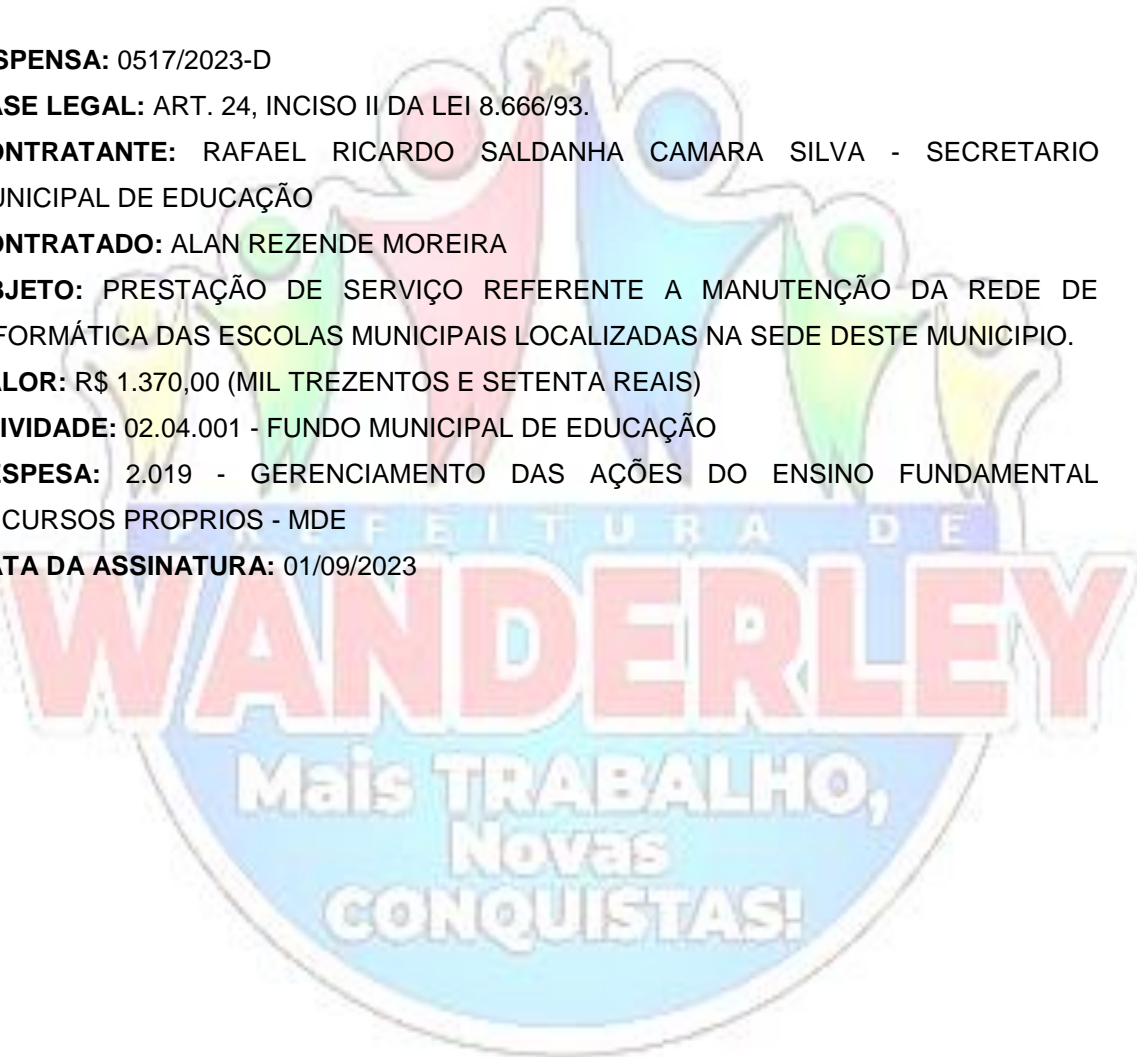 SPENSA: 0517/2023-D
ASE LEGAL: ART. 24, INCISO II DA LEI 8.666/93.
ONTRATANTE: RAFAEL RICARDO SALDANHA CAMARA SILVA - SECRETARIO
UNICIPAL DE EDUCAÇÃO
ONTRATADO: ALAN REZENDE MOREIRA
BJETO: PRESTAÇÃO DE SERVIÇO REFERENTE A MANUTENÇÃO DA REDE DE
FORMÁTICA DAS ESCOLAS MUNICIPAIS LOCALIZADAS NA SEDE DESTE MUNICIPIO.
ALOR: R$ 1.370,00 (MIL TREZENTOS E SETENTA REAIS)
IVIDADE: 02.04.001 - FUNDO MUNICIPAL DE EDUCAÇÃO
ESPESA: 2.019 - GERENCIAMENTO DAS AÇÕES DO ENSINO FUNDAMENTAL
CURSOS PROPRIOS - MDE
PREFEITURA DE
ATA DA ASSINATURA: 01/09/2023
WANDERLEY
Mais TRABALHO,
Novas
CONQUISTAS!